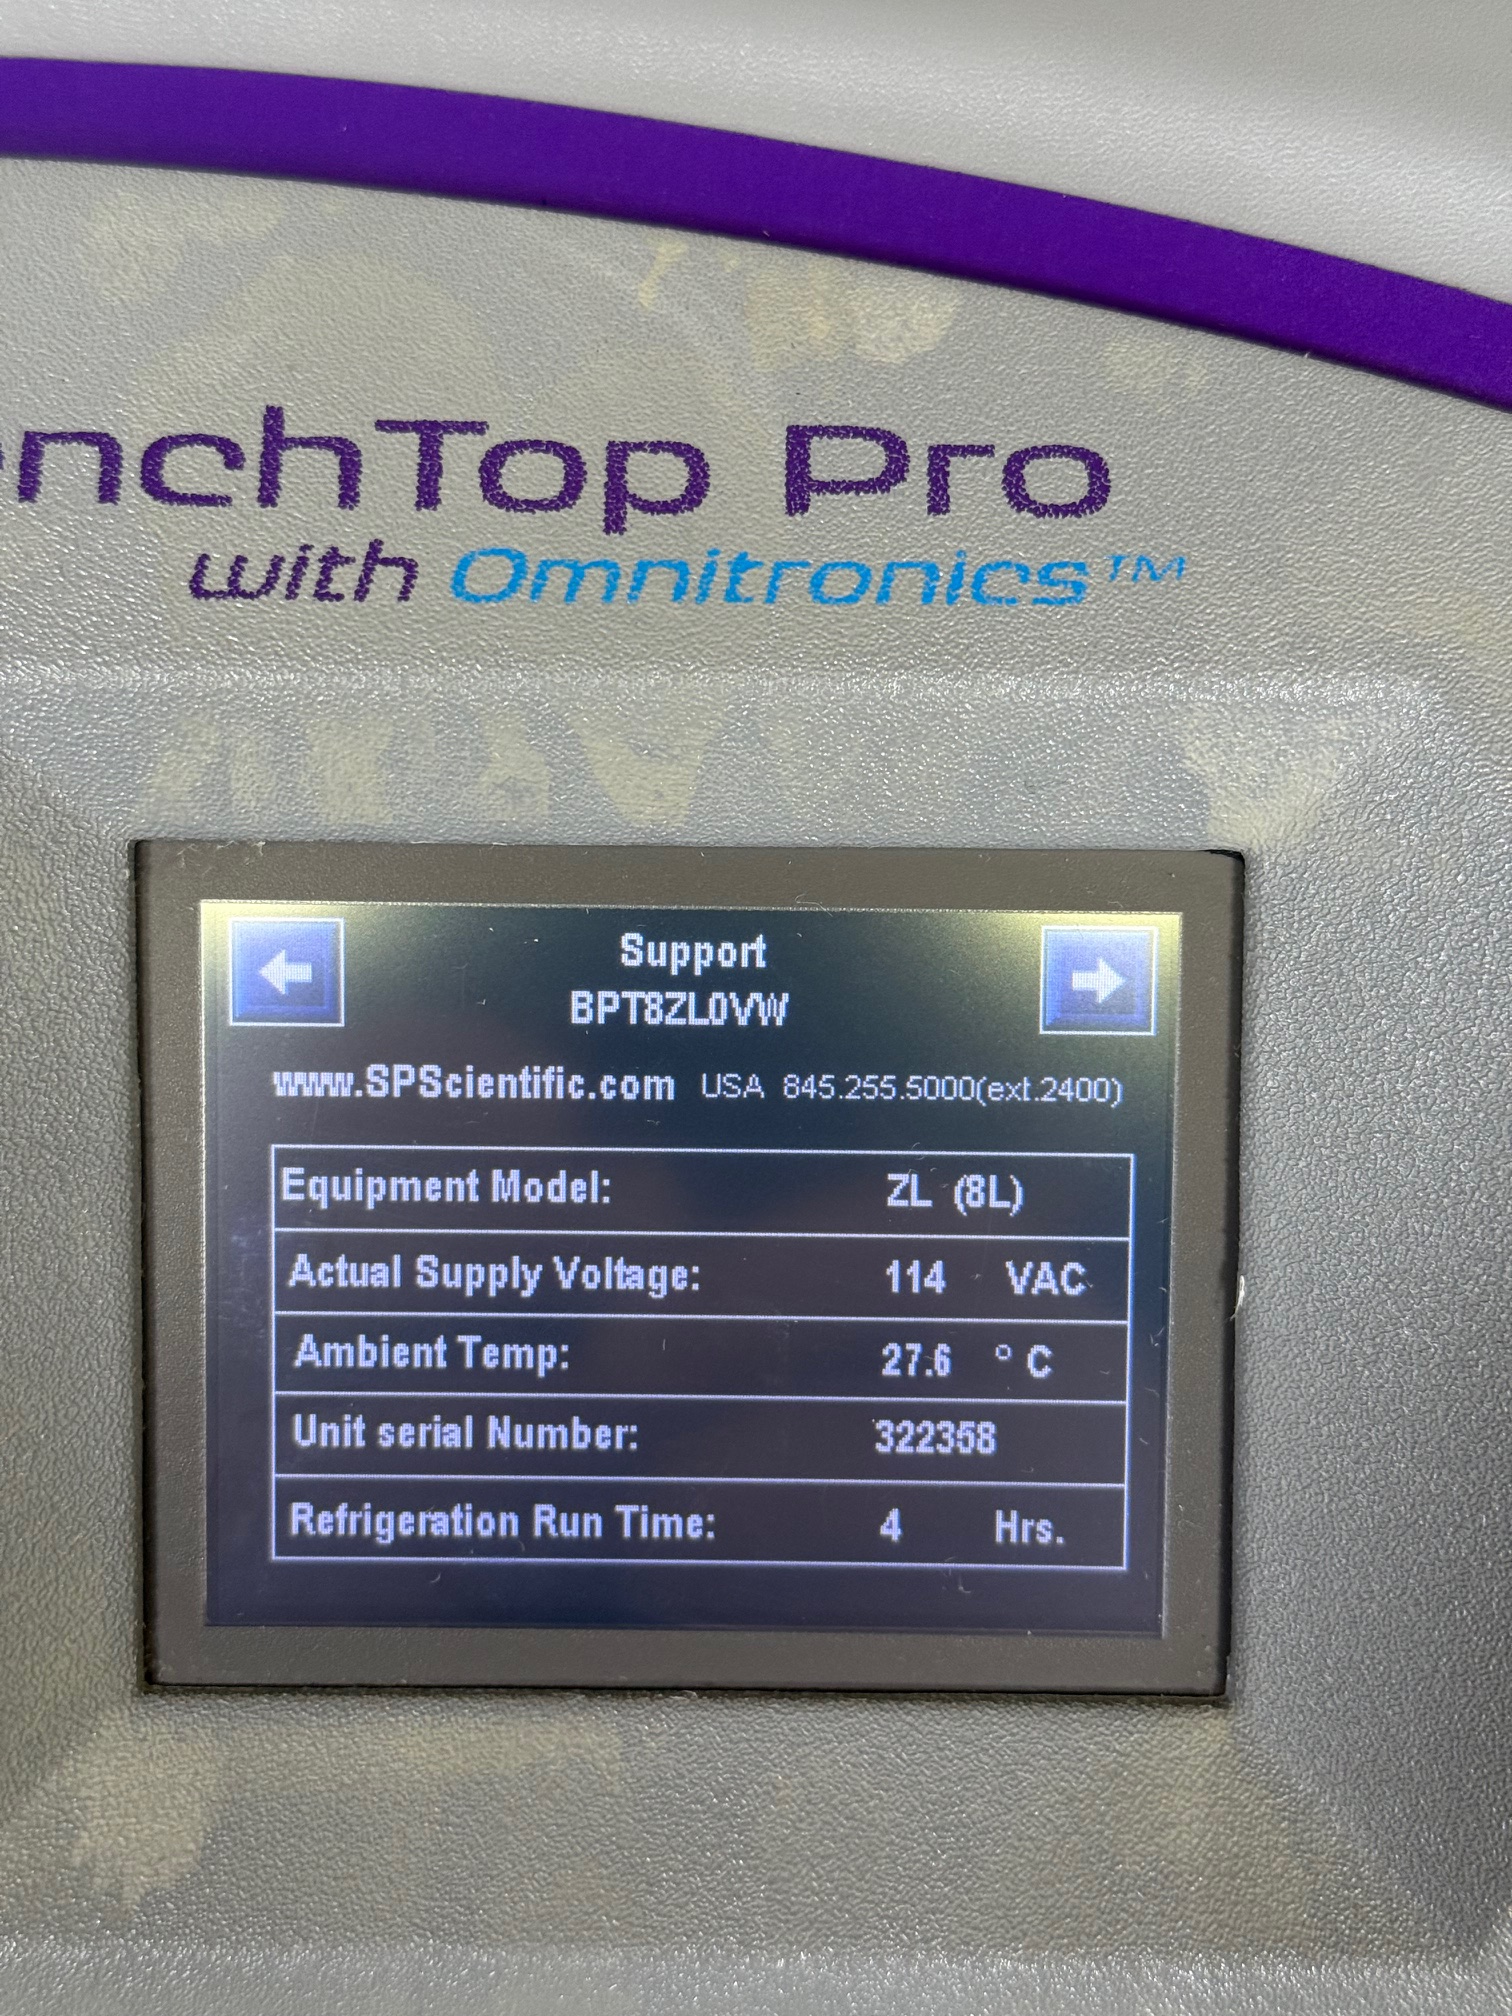 enchTop Pro
with Omnitronics™
Support
BPT8ZL0VW
www.SPScientific.com USA 845.255.5000(ext.2400)
Equipment Model: ZL (8L)
Actual Supply Voltage: 114 VAC
Ambient Temp: 27.6 ° C
Unit serial Number: 322358
Refrigeration Run Time: 4 Hrs.